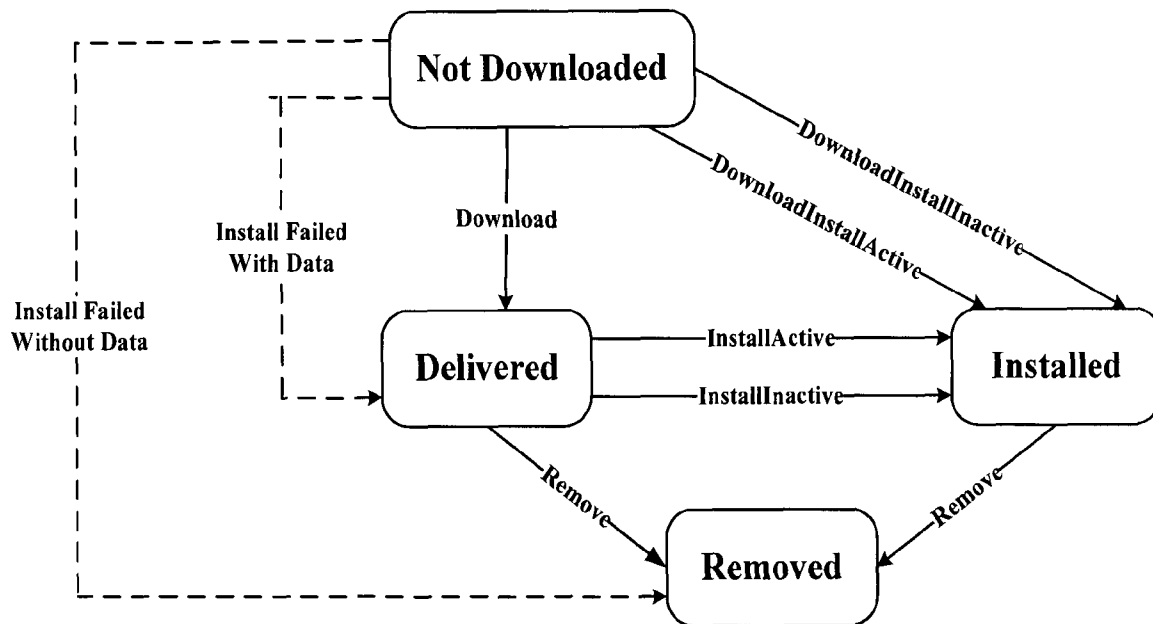 Not Downloaded
DownloadInstallInactive
DownloadInstallActive
Download
Install Failed
With Data
Install Failed
Without Data
Delivered
InstallActive
InstallInactive
Installed
Remove
Remove
Removed